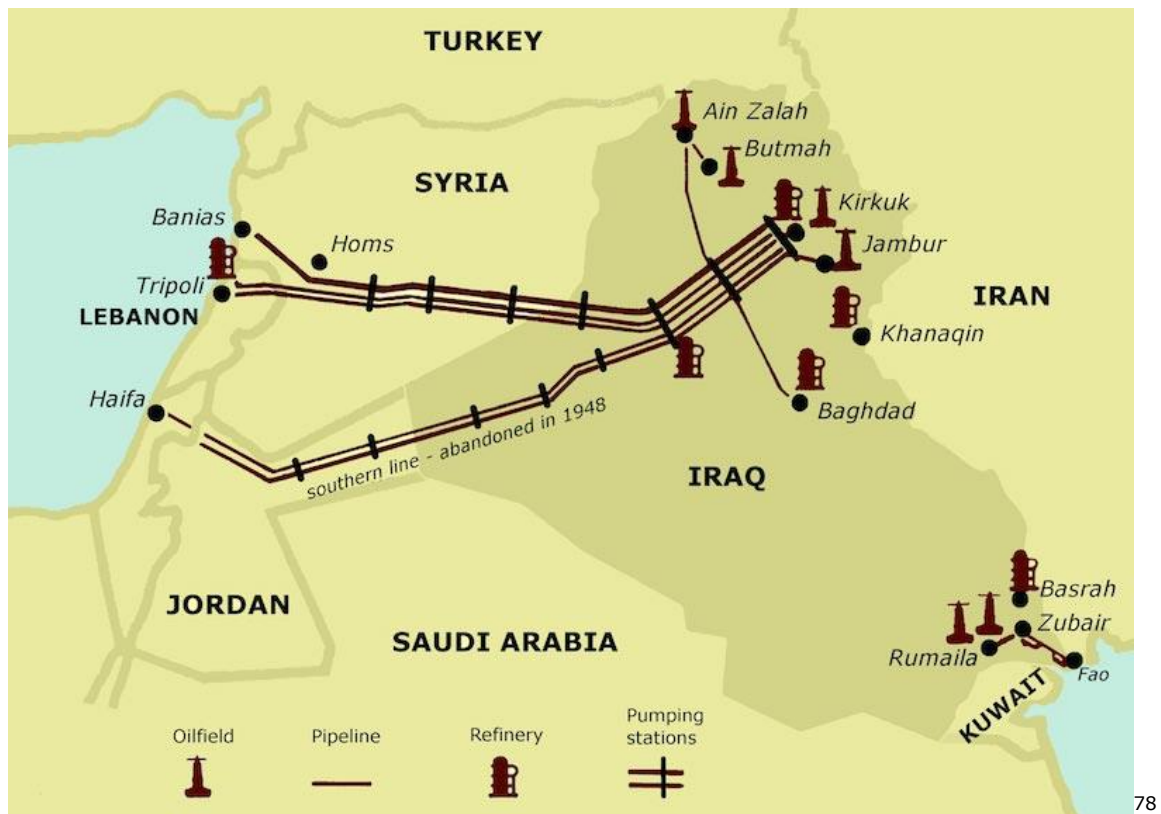 TURKEY
Ain Zalah
Butmah
SYRIA
Kirkuk
Banias
Homs
Jambur
Tripoli
IRAN
LEBANON
Khanaqin
Haifa
Baghdad
southern line - abandoned in 1948
IRAQ
Basrah
JORDAN
Zubair
SAUDI ARABIA
Rumaila
Fao
KUWAIT
Oilfield
Pipeline
Refinery
Pumping
stations
78